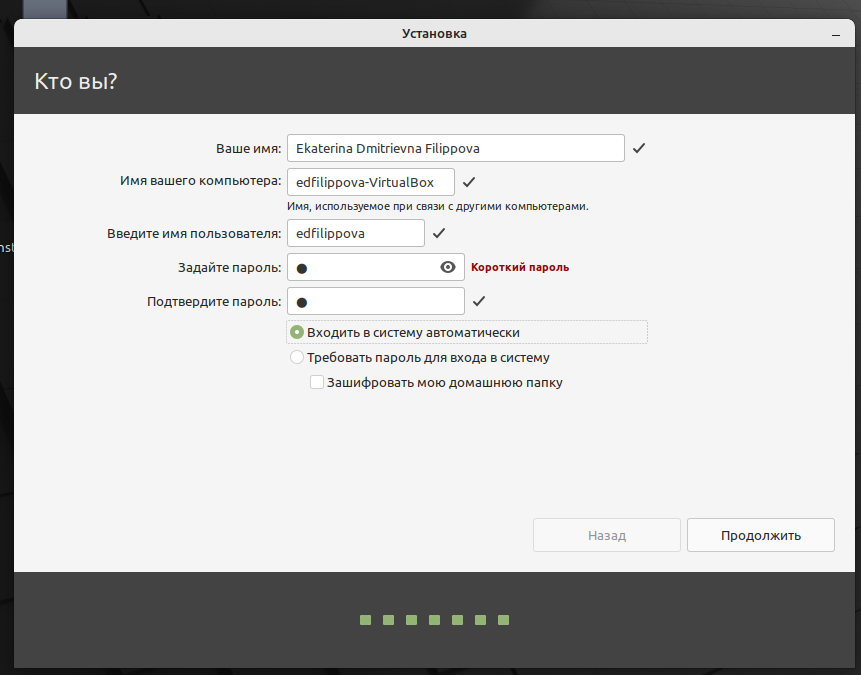 Установка
Кто вы?
Ваше имя: Ekaterina Dmitrievna Filippova
Имя вашего компьютера: edfilippova-VirtualBox
Имя, используемое при связи с другими компьютерами.
Введите имя пользователя: edfilippova
Задайте пароль: ● Короткий пароль
Подтвердите пароль: ●
Входить в систему автоматически
Требовать пароль для входа в систему
Зашифровать мою домашнюю папку
Назад Продолжить